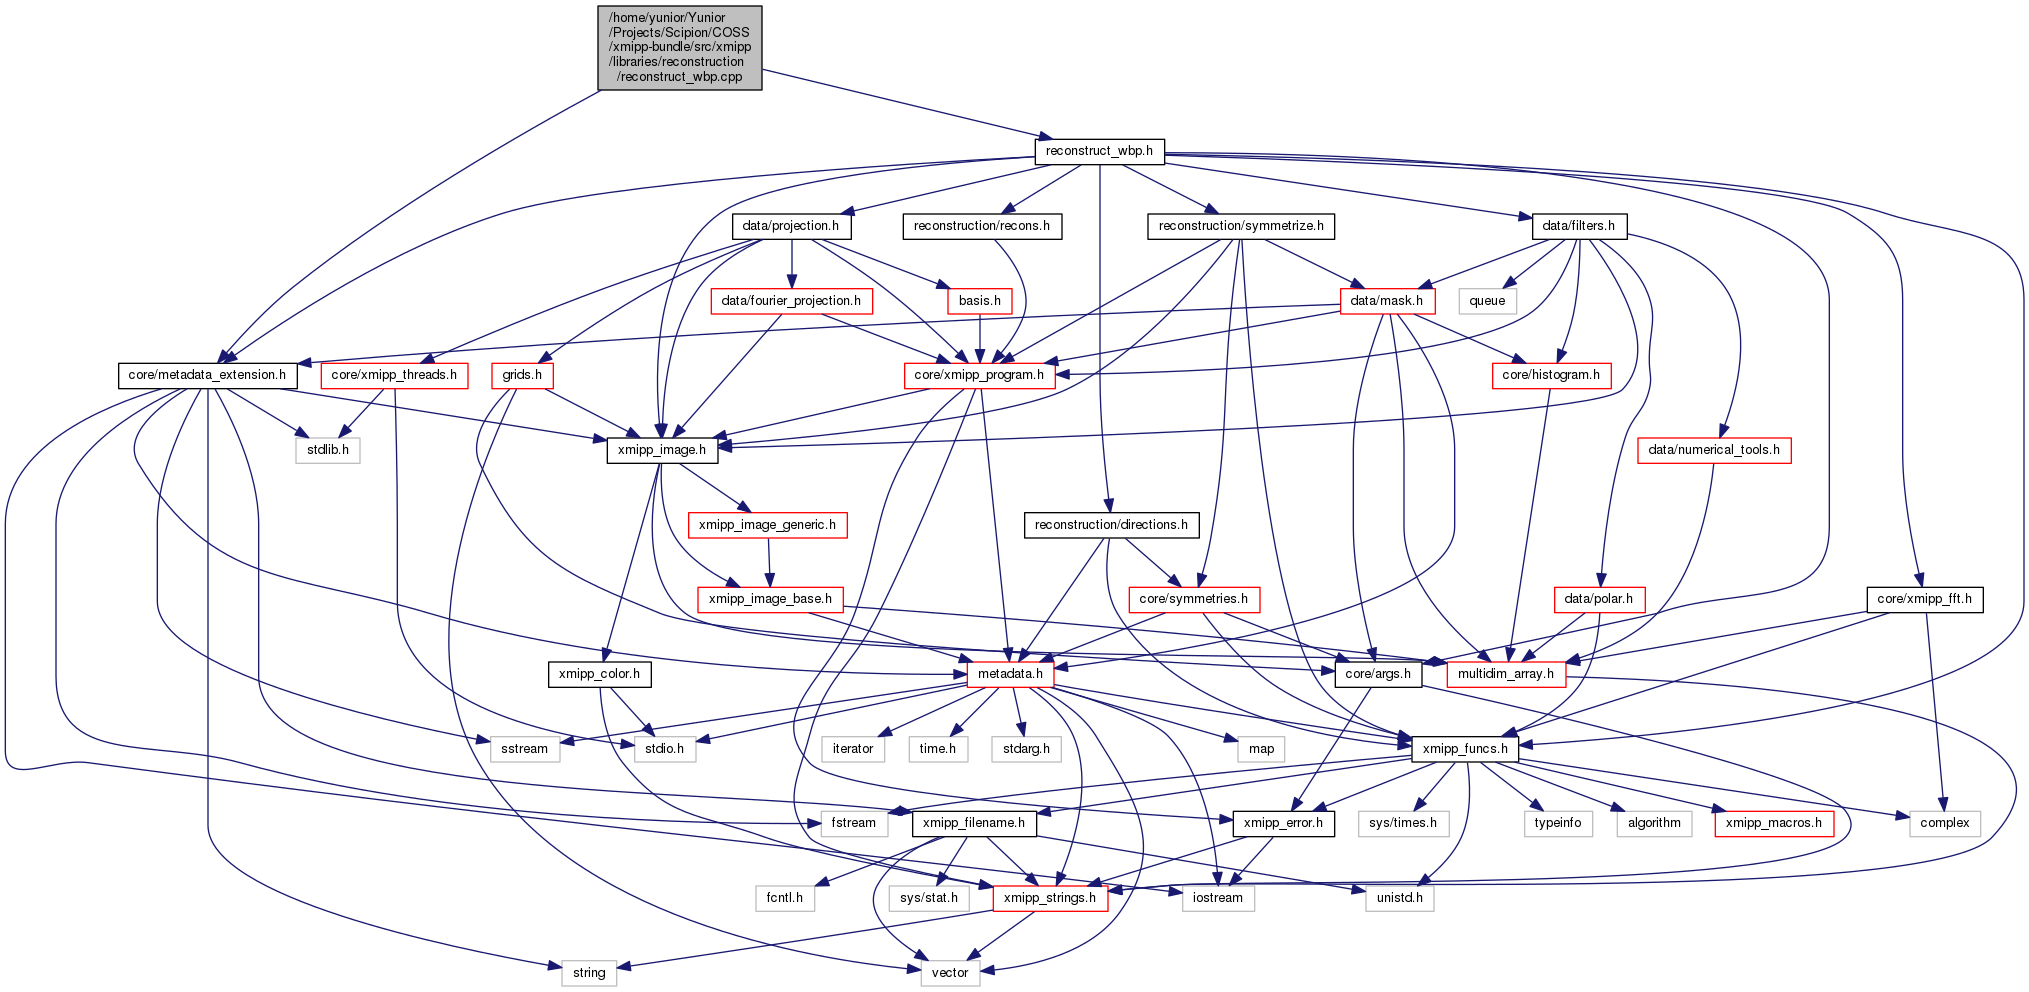 /home/yunior/Yunior
/Projects/Scipion/COSS
/xmipp-bundle/src/xmipp
/libraries/reconstruction
/reconstruct_wbp.cpp
reconstruct_wbp.h
data/projection.h
reconstruction/recons.h
reconstruction/symmetrize.h
data/filters.h
data/fourier_projection.h
basis.h
data/mask.h
queue
core/metadata_extension.h
core/xmipp_threads.h
grids.h
core/xmipp_program.h
core/histogram.h
stdlib.h
xmipp_image.h
data/numerical_tools.h
xmipp_image_generic.h
reconstruction/directions.h
xmipp_image_base.h
core/symmetries.h
data/polar.h
core/xmipp_fft.h
xmipp_color.h
metadata.h
core/args.h
multidim_array.h
sstream
stdio.h
iterator
time.h
stdarg.h
map
xmipp_funcs.h
fstream
xmipp_filename.h
xmipp_error.h
sys/times.h
typeinfo
algorithm
xmipp_macros.h
complex
fcntl.h
sys/stat.h
xmipp_strings.h
iostream
unistd.h
string
vector